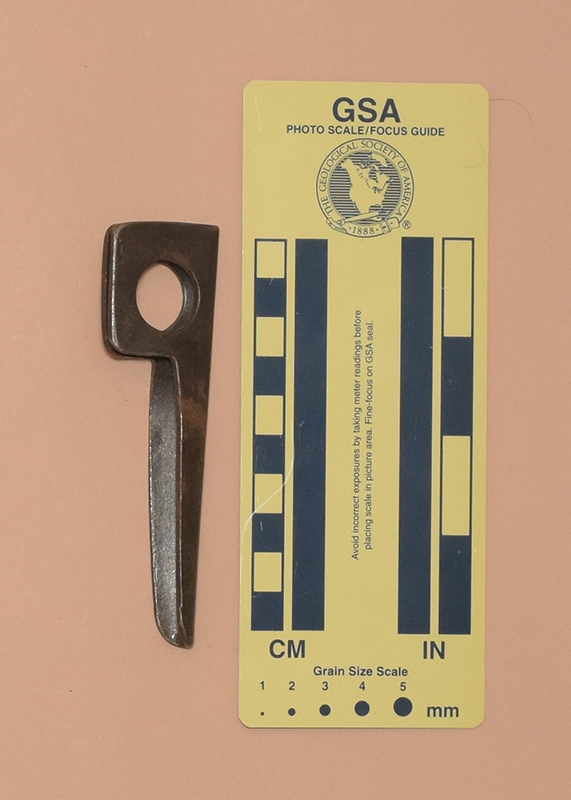 GSA
PHOTO SCALE/FOCUS GUIDE
THE GEOLOGICAL SOCIETY OF AMERICA
·1888·
®
Avoid incorrect exposures by taking meter readings before
placing scale in picture area. Fine-focus on GSA seal.
CM
IN
Grain Size Scale
1 2 3 4 5
mm